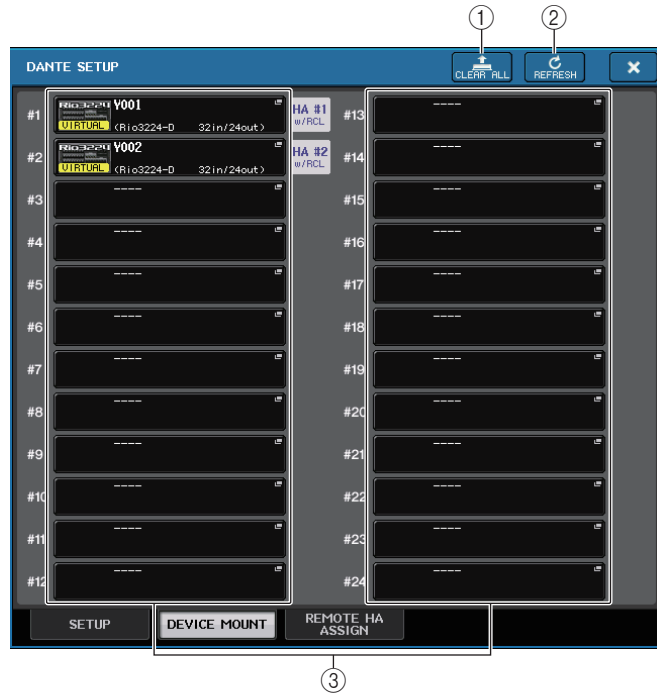 ① ②
DANTE SETUP
CLEAR ALL
REFRESH
#1 Rio3224 VIRTUAL Y001 (Rio3224-D 32in/24out) HA #1 w/RCL
#2 Rio3224 VIRTUAL Y002 (Rio3224-D 32in/24out) HA #2 w/RCL
#3 ----
#4 ----
#5 ----
#6 ----
#7 ----
#8 ----
#9 ----
#10 ----
#11 ----
#12 ----
#13 ----
#14 ----
#15 ----
#16 ----
#17 ----
#18 ----
#19 ----
#20 ----
#21 ----
#22 ----
#23 ----
#24 ----
SETUP
DEVICE MOUNT
REMOTE HA
ASSIGN
③